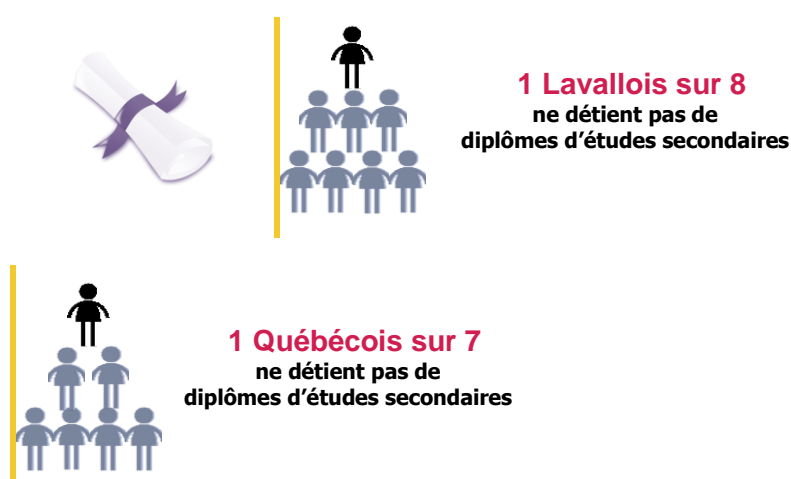 1 Lavallois sur 8
ne détient pas de
diplômes d'études secondaires
1 Québécois sur 7
ne détient pas de
diplômes d'études secondaires